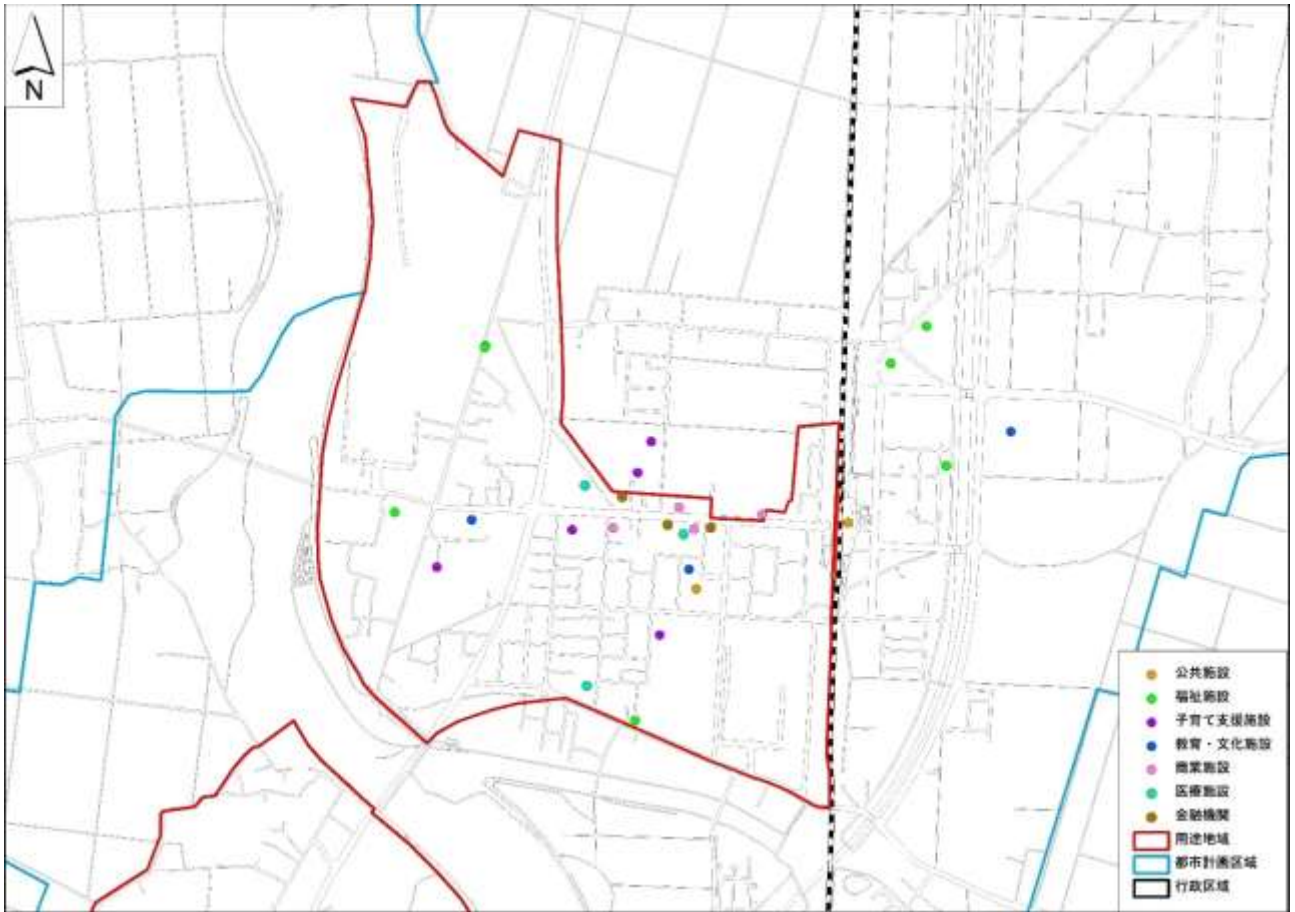 N
公共施設
福祉施設
子育て支援施設
教育・文化施設
商業施設
医療施設
金融機関
用途地域
都市計画区域
行政区域